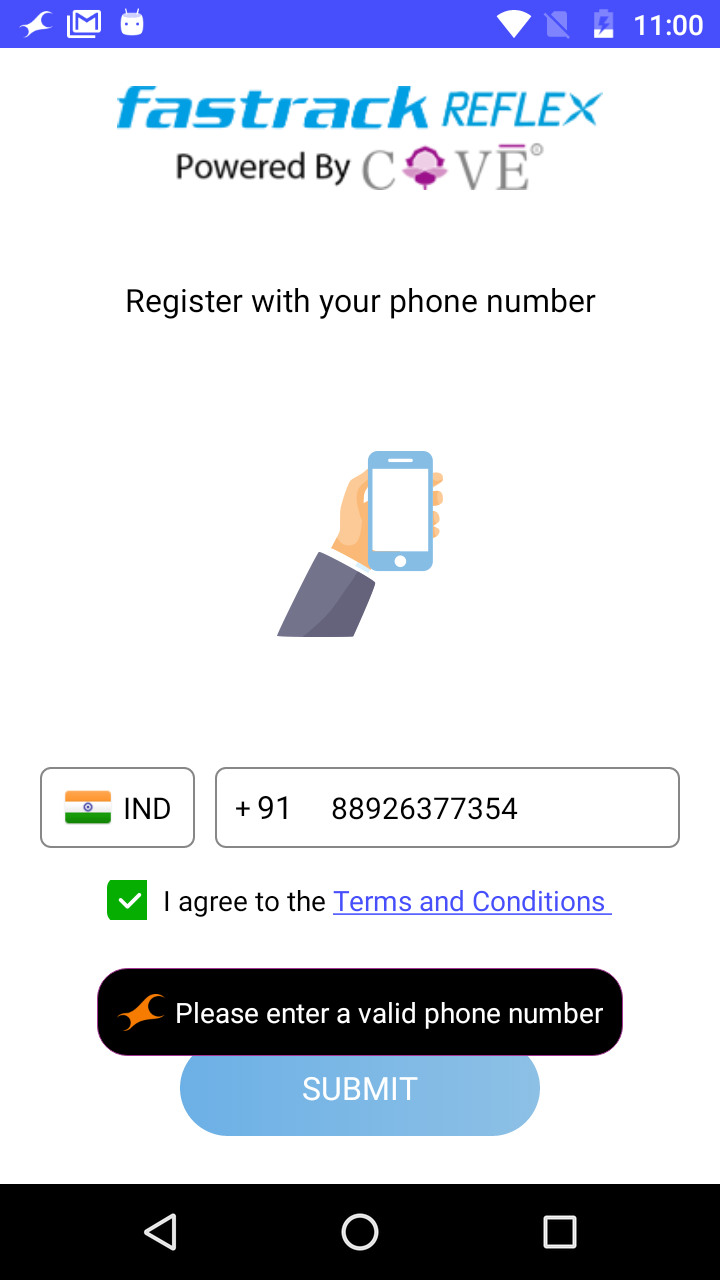 11:00
fastrack REFLEX
Powered By COVE®
Register with your phone number
IND + 91 88926377354
I agree to the Terms and Conditions
Please enter a valid phone number
SUBMIT